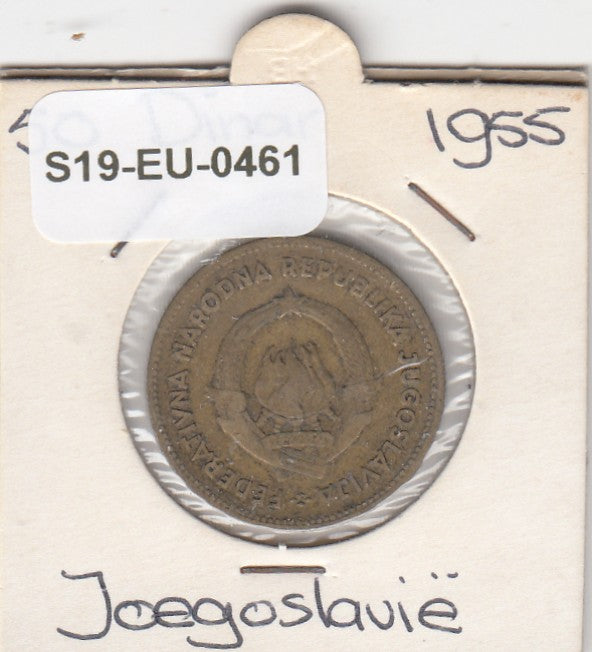 50 Dinar 1955
S19-EU-0461
FEDERATIVNA NARODNA REPUBLIKA JUGOSLAVIJA
Joegoslavië